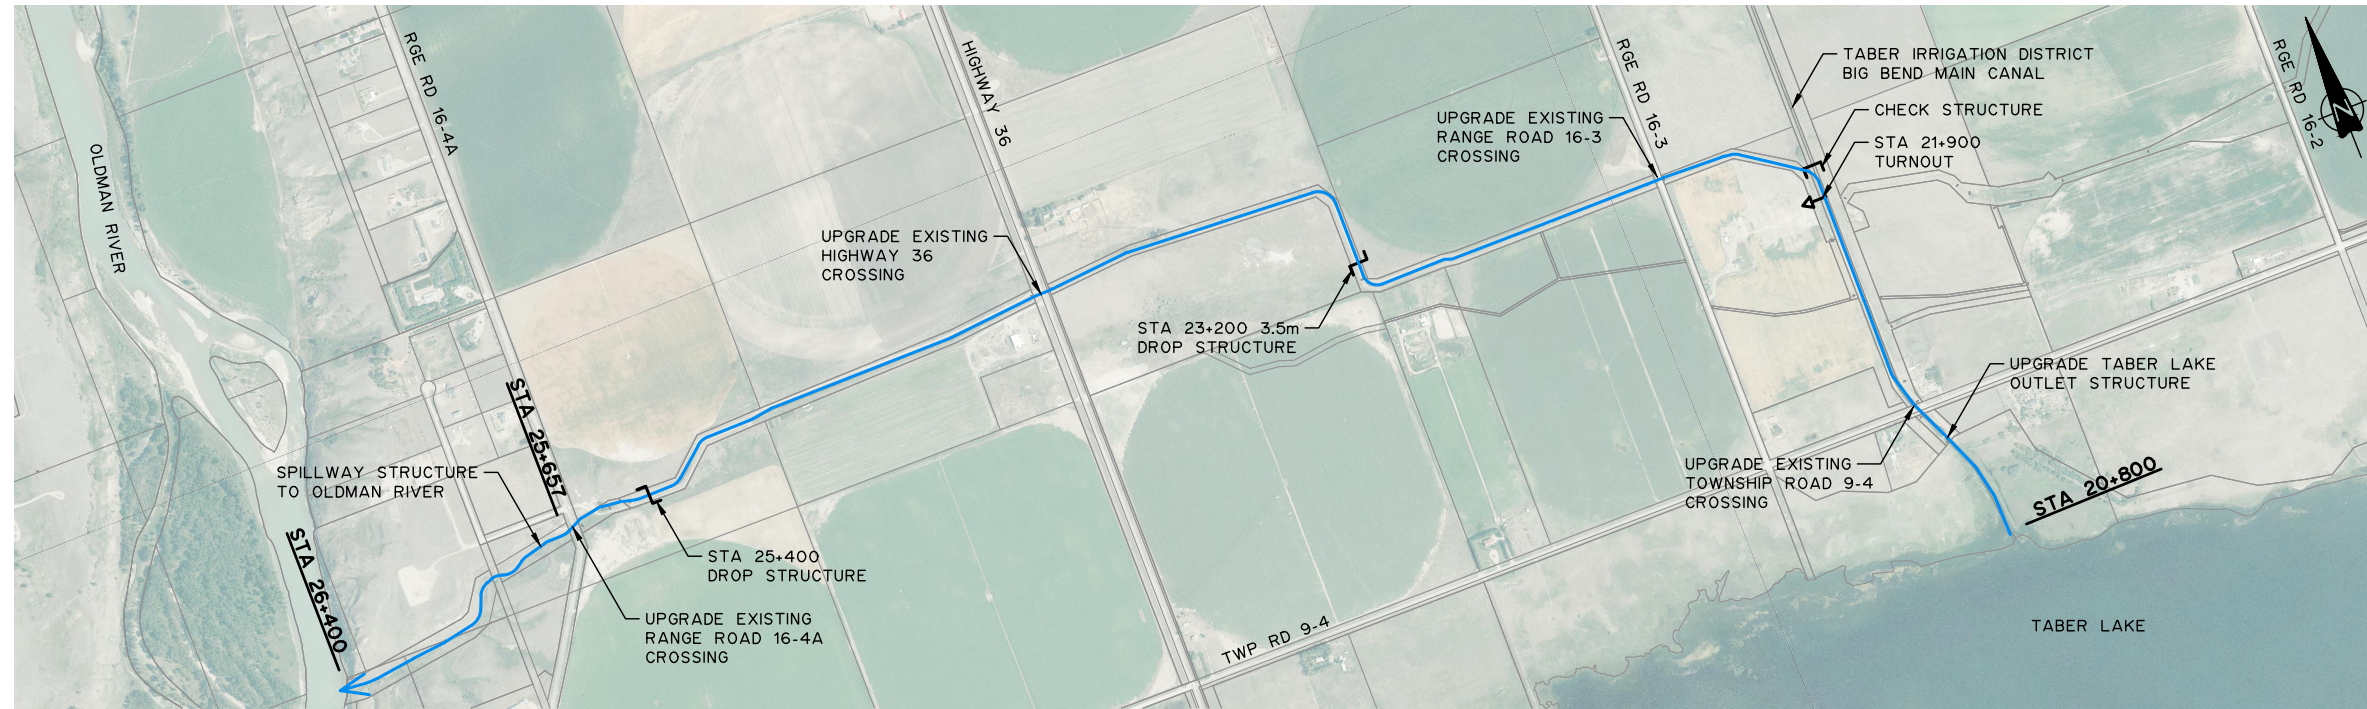 RGE RD 16-4A
HIGHWAY 36
RGE RD 16-3
TABER IRRIGATION DISTRICT
BIG BEND MAIN CANAL
RGE RD 16-2
N
CHECK STRUCTURE
UPGRADE EXISTING
RANGE ROAD 16-3
CROSSING
STA 21+900
TURNOUT
OLDMAN RIVER
UPGRADE EXISTING
HIGHWAY 36
CROSSING
STA 23+200 3.5m
DROP STRUCTURE
UPGRADE TABER LAKE
OUTLET STRUCTURE
STA 25+657
SPILLWAY STRUCTURE
TO OLDMAN RIVER
UPGRADE EXISTING
TOWNSHIP ROAD 9-4
CROSSING
STA 20+800
STA 26+400
STA 25+400
DROP STRUCTURE
UPGRADE EXISTING
RANGE ROAD 16-4A
CROSSING
TWP RD 9-4
TABER LAKE